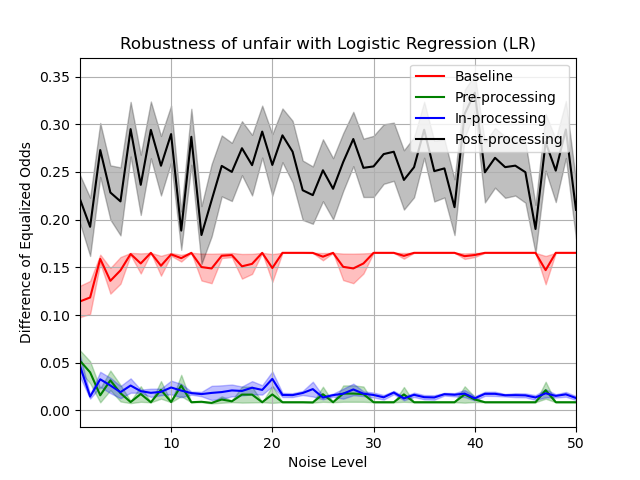 Robustness of unfair with Logistic Regression (LR)
Difference of Equalized Odds
0.35
0.30
0.25
0.20
0.15
0.10
0.05
0.00
Baseline
Pre-processing
In-processing
Post-processing
10
20
30
40
50
Noise Level